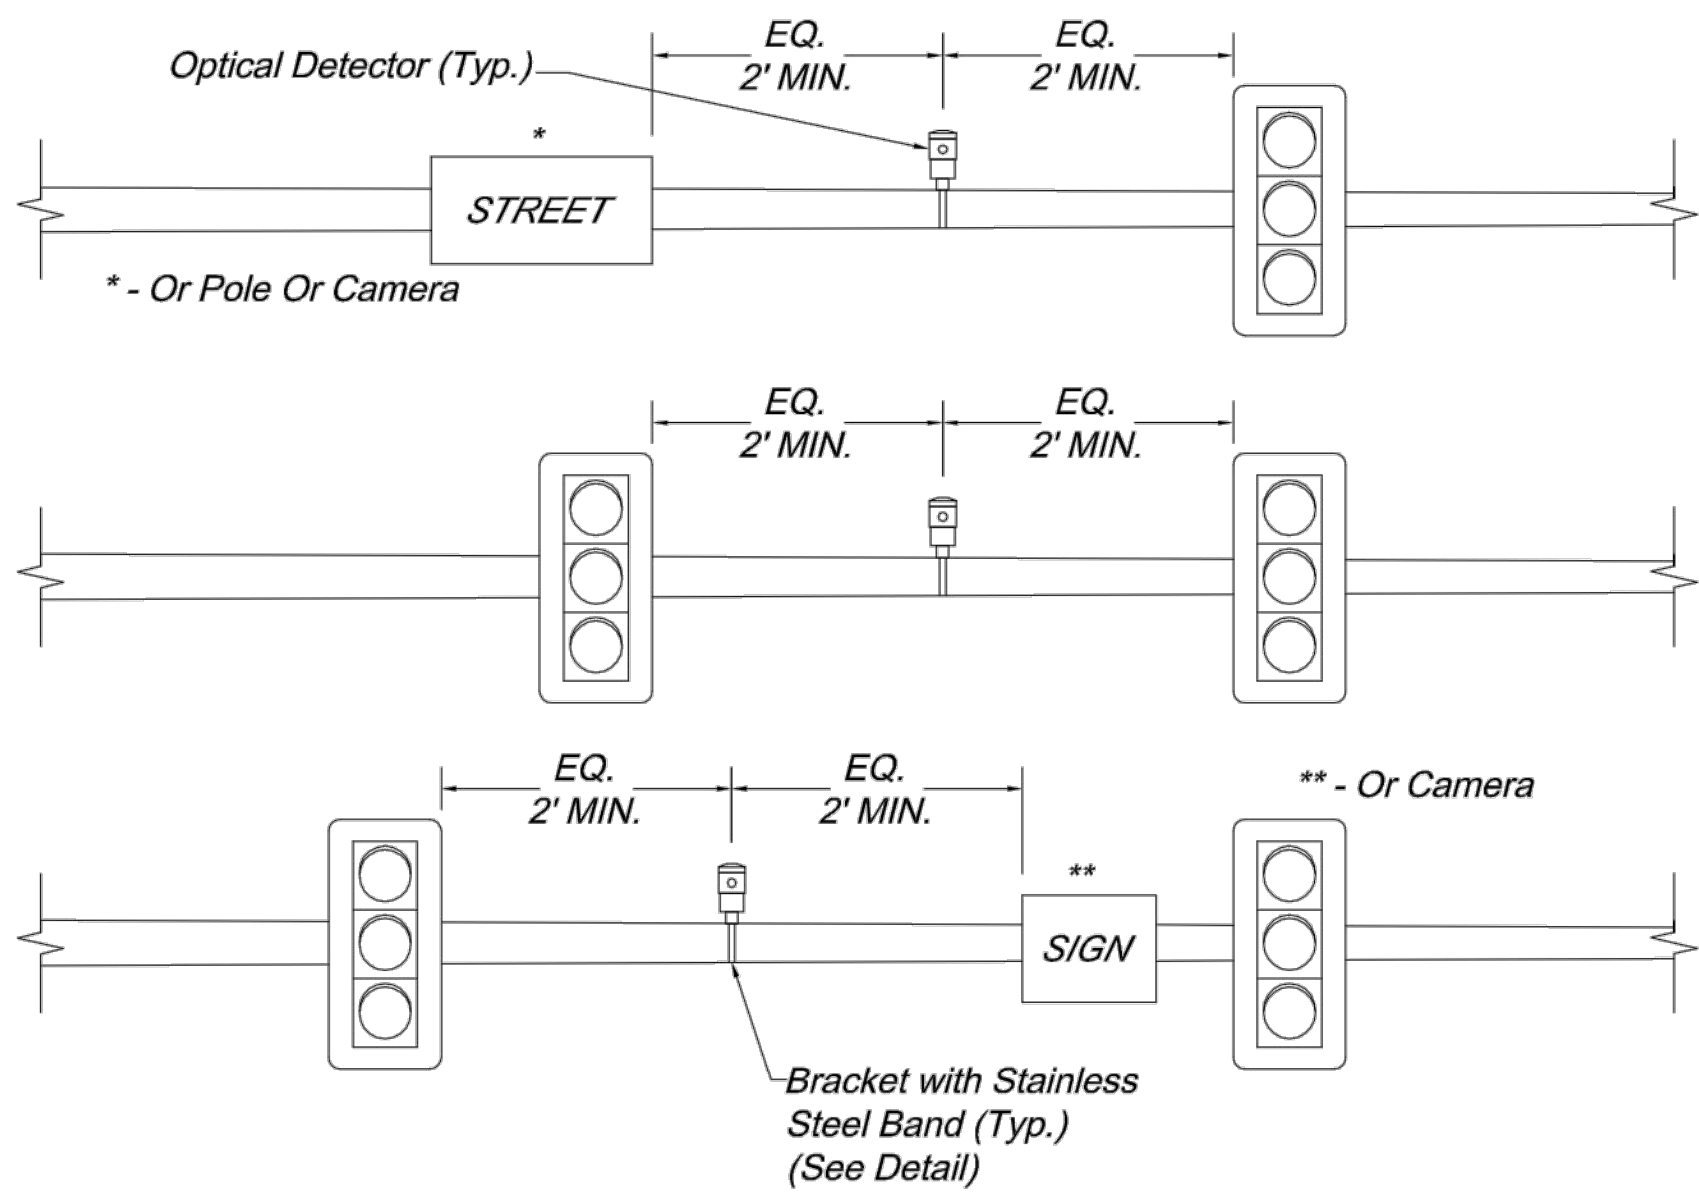 EQ. EQ.
Optical Detector (Typ.) 2' MIN. 2' MIN.
*
STREET
* - Or Pole Or Camera
EQ. EQ.
2' MIN. 2' MIN.
EQ. EQ.
2' MIN. 2' MIN.
** - Or Camera
**
SIGN
Bracket with Stainless
Steel Band (Typ.)
(See Detail)